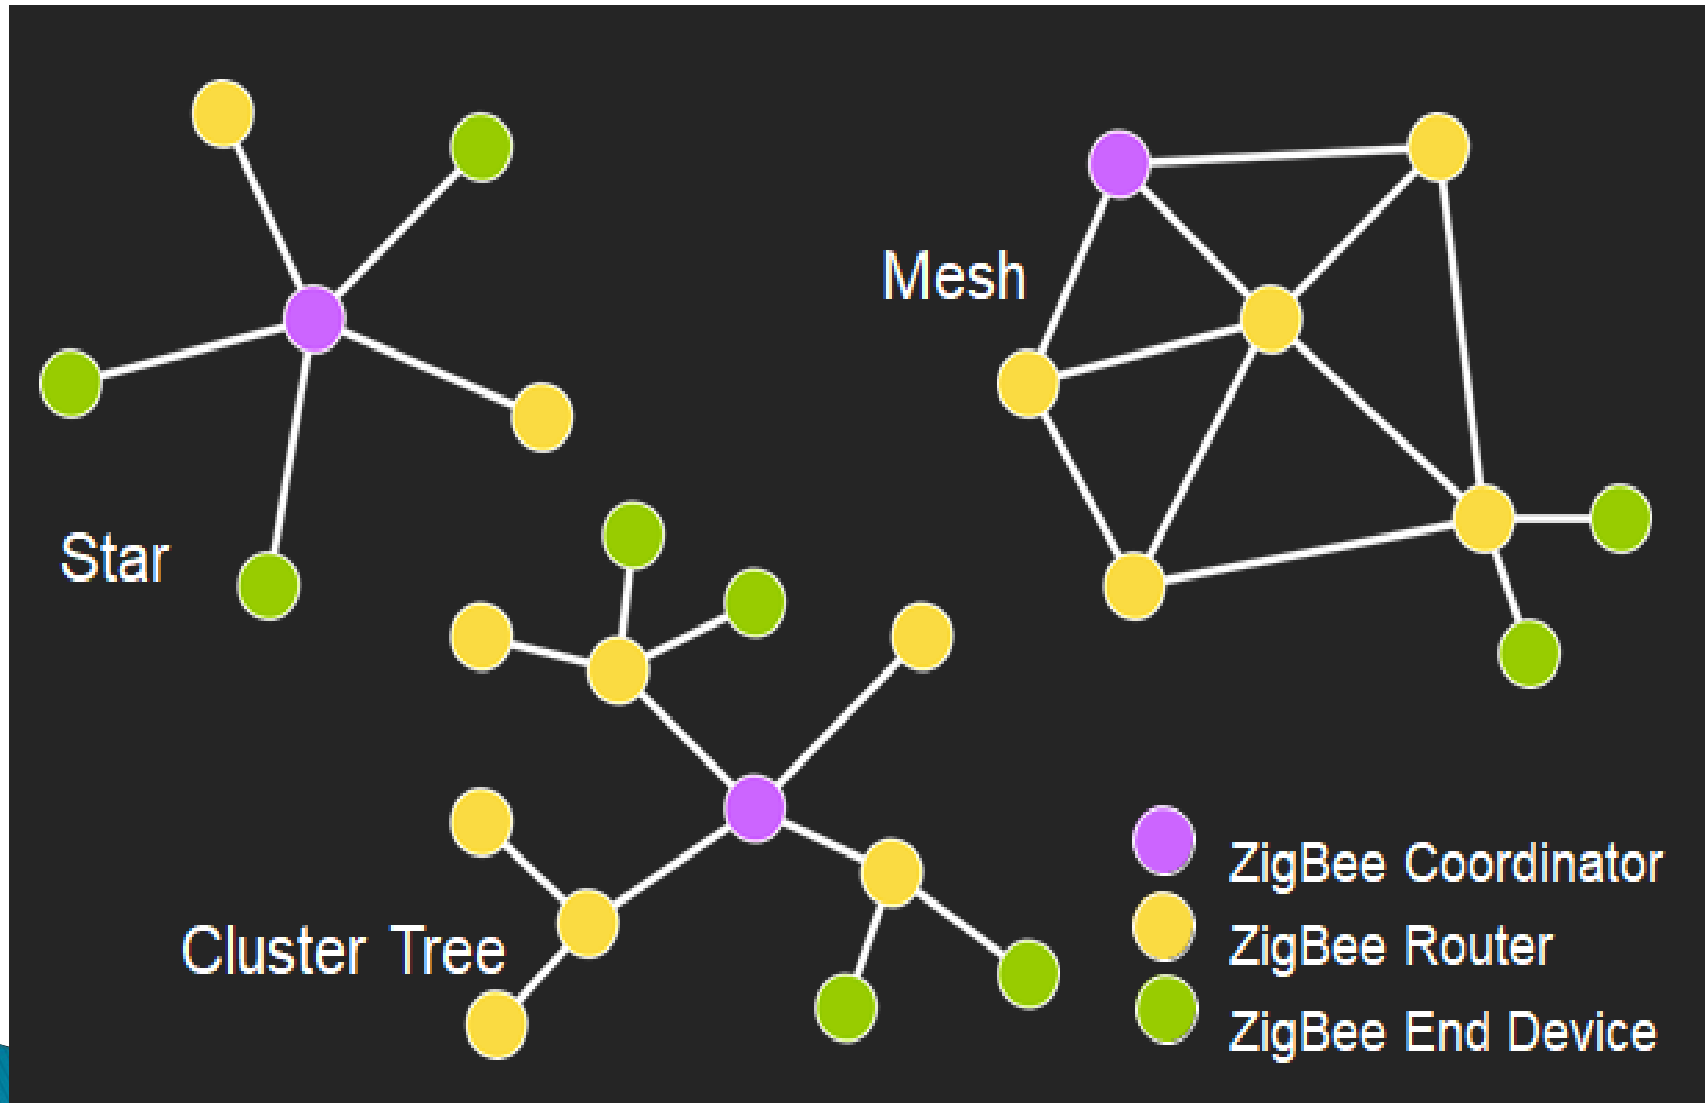 Mesh
Star
Cluster Tree
ZigBee Coordinator
ZigBee Router
ZigBee End Device